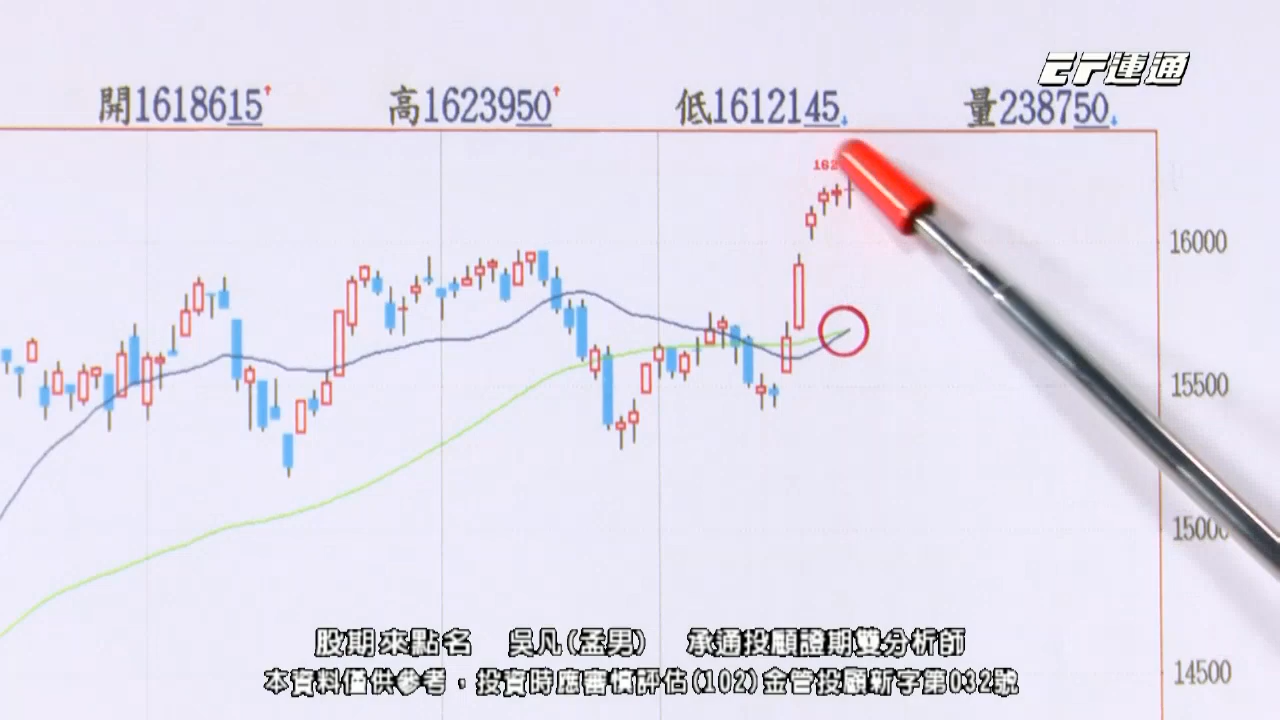 EF運通
開1618615↑ 高1623950↑ 低1612145↓ 量238750↓
162
16000
15500
15000
14500
股期來點名 吳凡(孟男) 承通投顧證期雙分析師
本資料僅供參考，投資時應審慎評估(102)金管投顧新字第032號